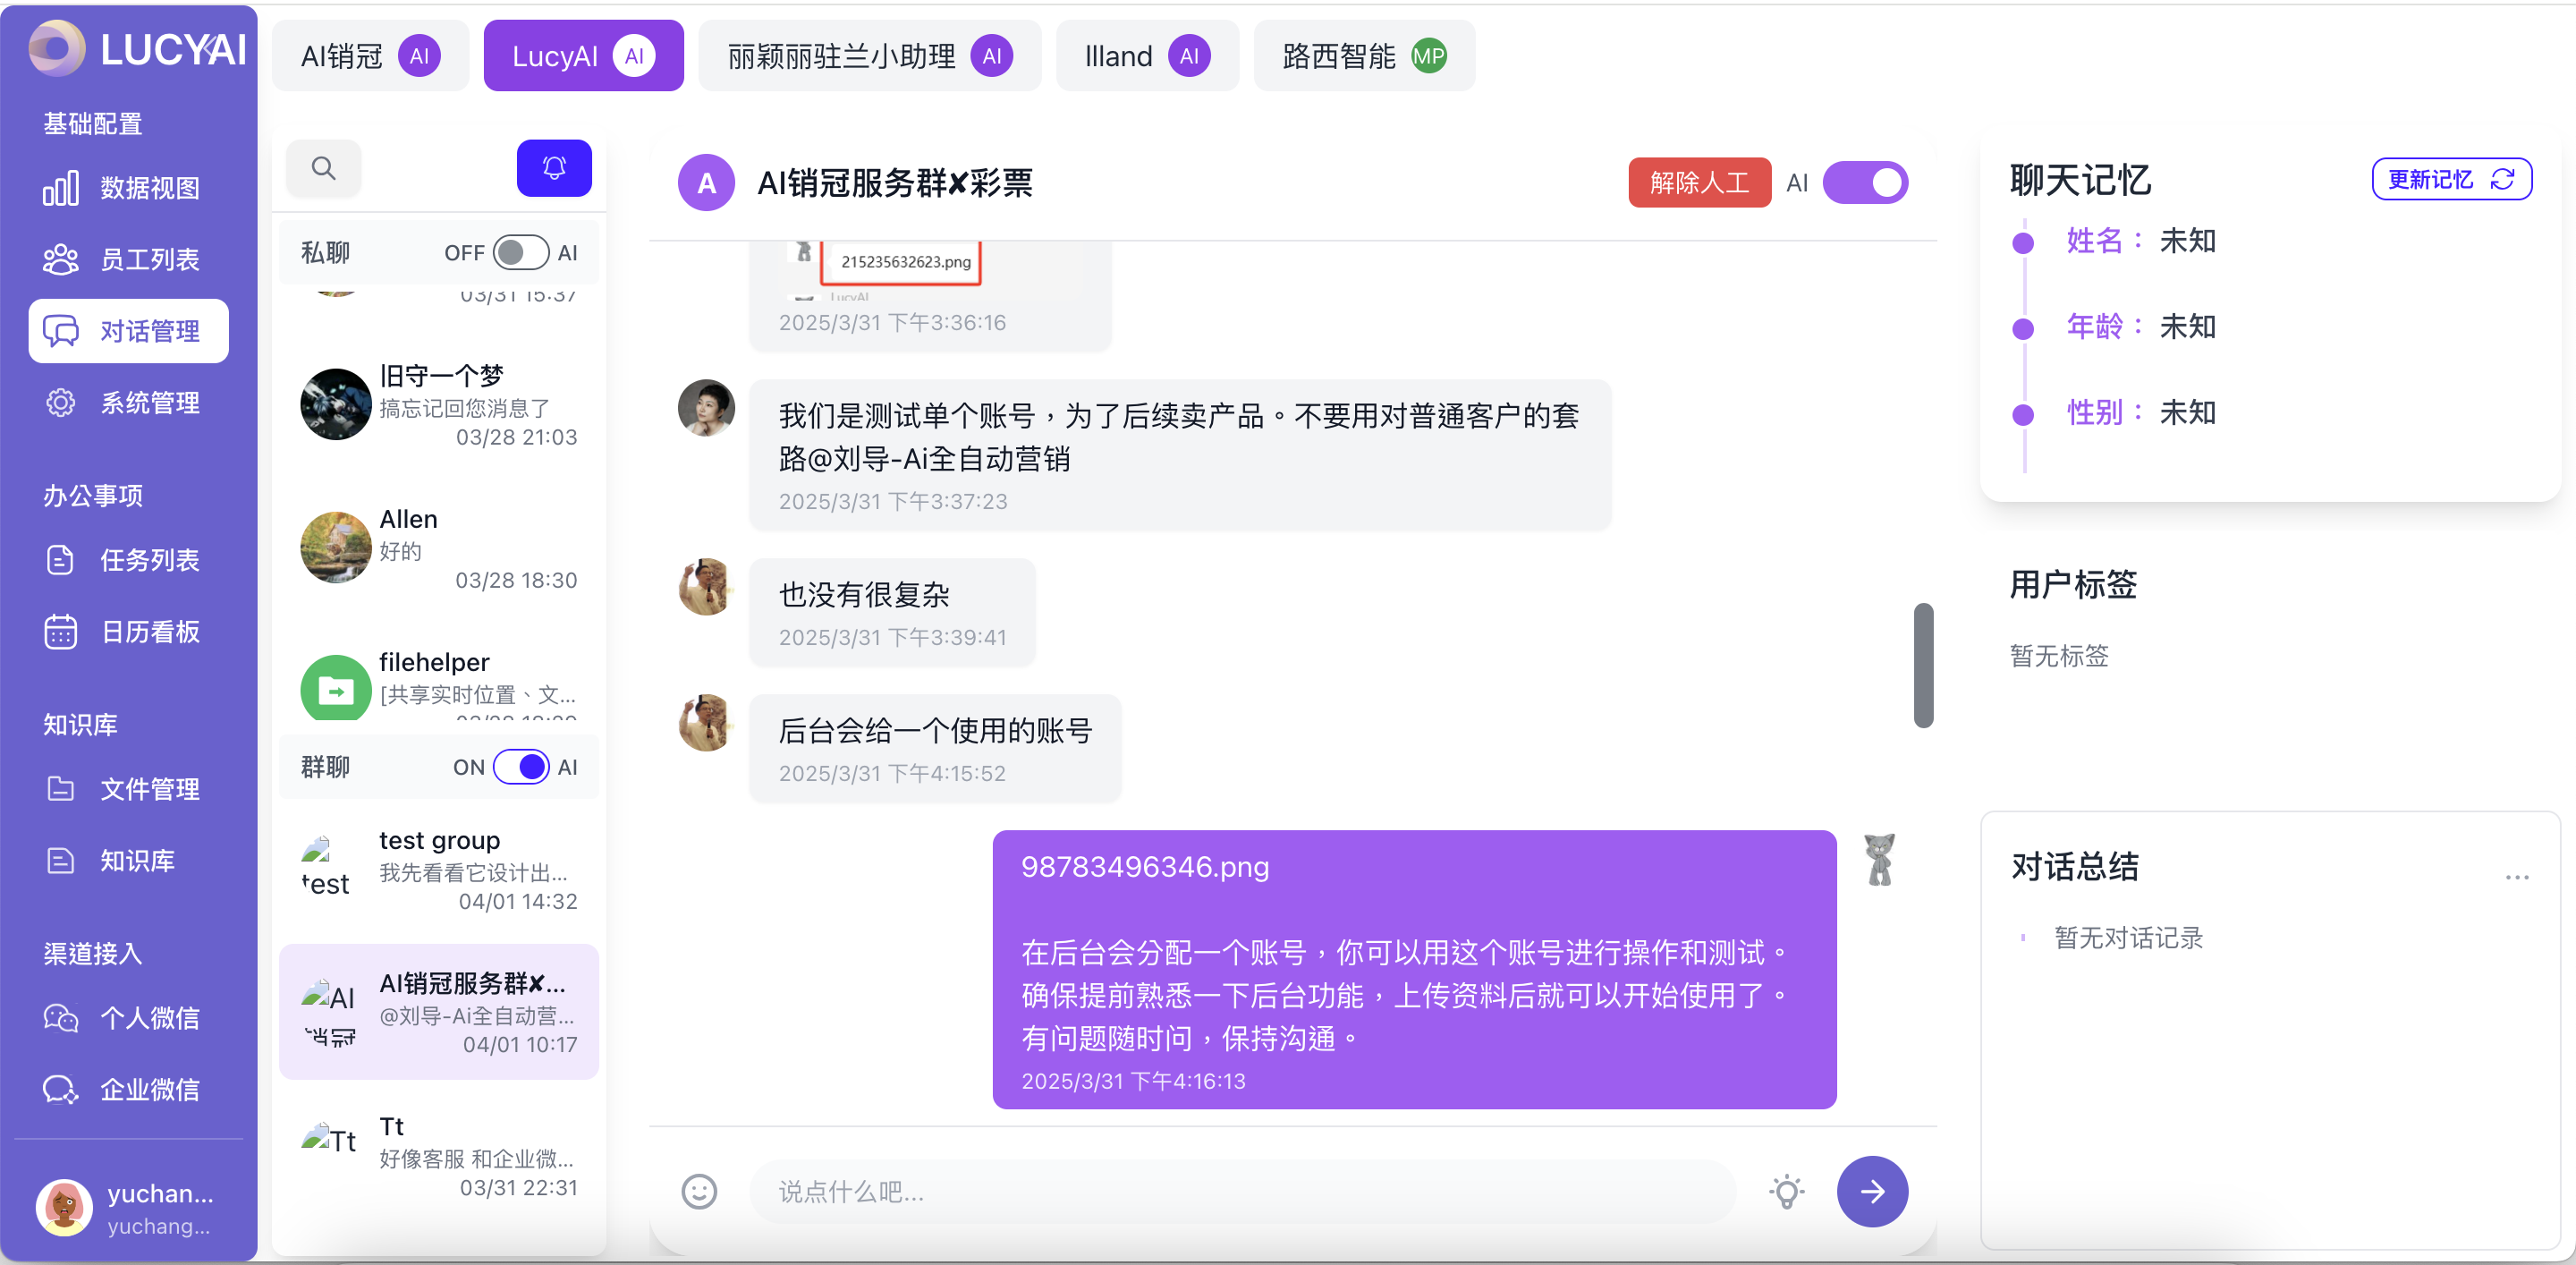 LUCYAI
基础配置
数据视图
员工列表
对话管理
系统管理
办公事项
任务列表
日历看板
知识库
文件管理
知识库
渠道接入
个人微信
企业微信
yuchan...
yuchang...
AI销冠 AI
LucyAI AI
丽颖丽驻兰小助理 AI
llland AI
路西智能 MP
私聊 OFF AI
03/31 15:37
旧守一个梦
搞忘记回您消息了
03/28 21:03
Allen
好的
03/28 18:30
filehelper
[共享实时位置、文...
群聊 ON AI
test
test group
我先看看它设计出...
04/01 14:32
AI
销冠
AI销冠服务群✘...
@刘导-Ai全自动营...
04/01 10:17
Tt
Tt
好像客服 和企业微...
03/31 22:31
A AI销冠服务群✘彩票
解除人工 AI
215235632623.png
LucyAI
2025/3/31 下午3:36:16
我们是测试单个账号，为了后续卖产品。不要用对普通客户的套
路@刘导-Ai全自动营销
2025/3/31 下午3:37:23
也没有很复杂
2025/3/31 下午3:39:41
后台会给一个使用的账号
2025/3/31 下午4:15:52
98783496346.png
在后台会分配一个账号，你可以用这个账号进行操作和测试。
确保提前熟悉一下后台功能，上传资料后就可以开始使用了。
有问题随时问，保持沟通。
2025/3/31 下午4:16:13
说点什么吧...
聊天记忆
更新记忆
姓名： 未知
年龄： 未知
性别： 未知
用户标签
暂无标签
对话总结
...
暂无对话记录